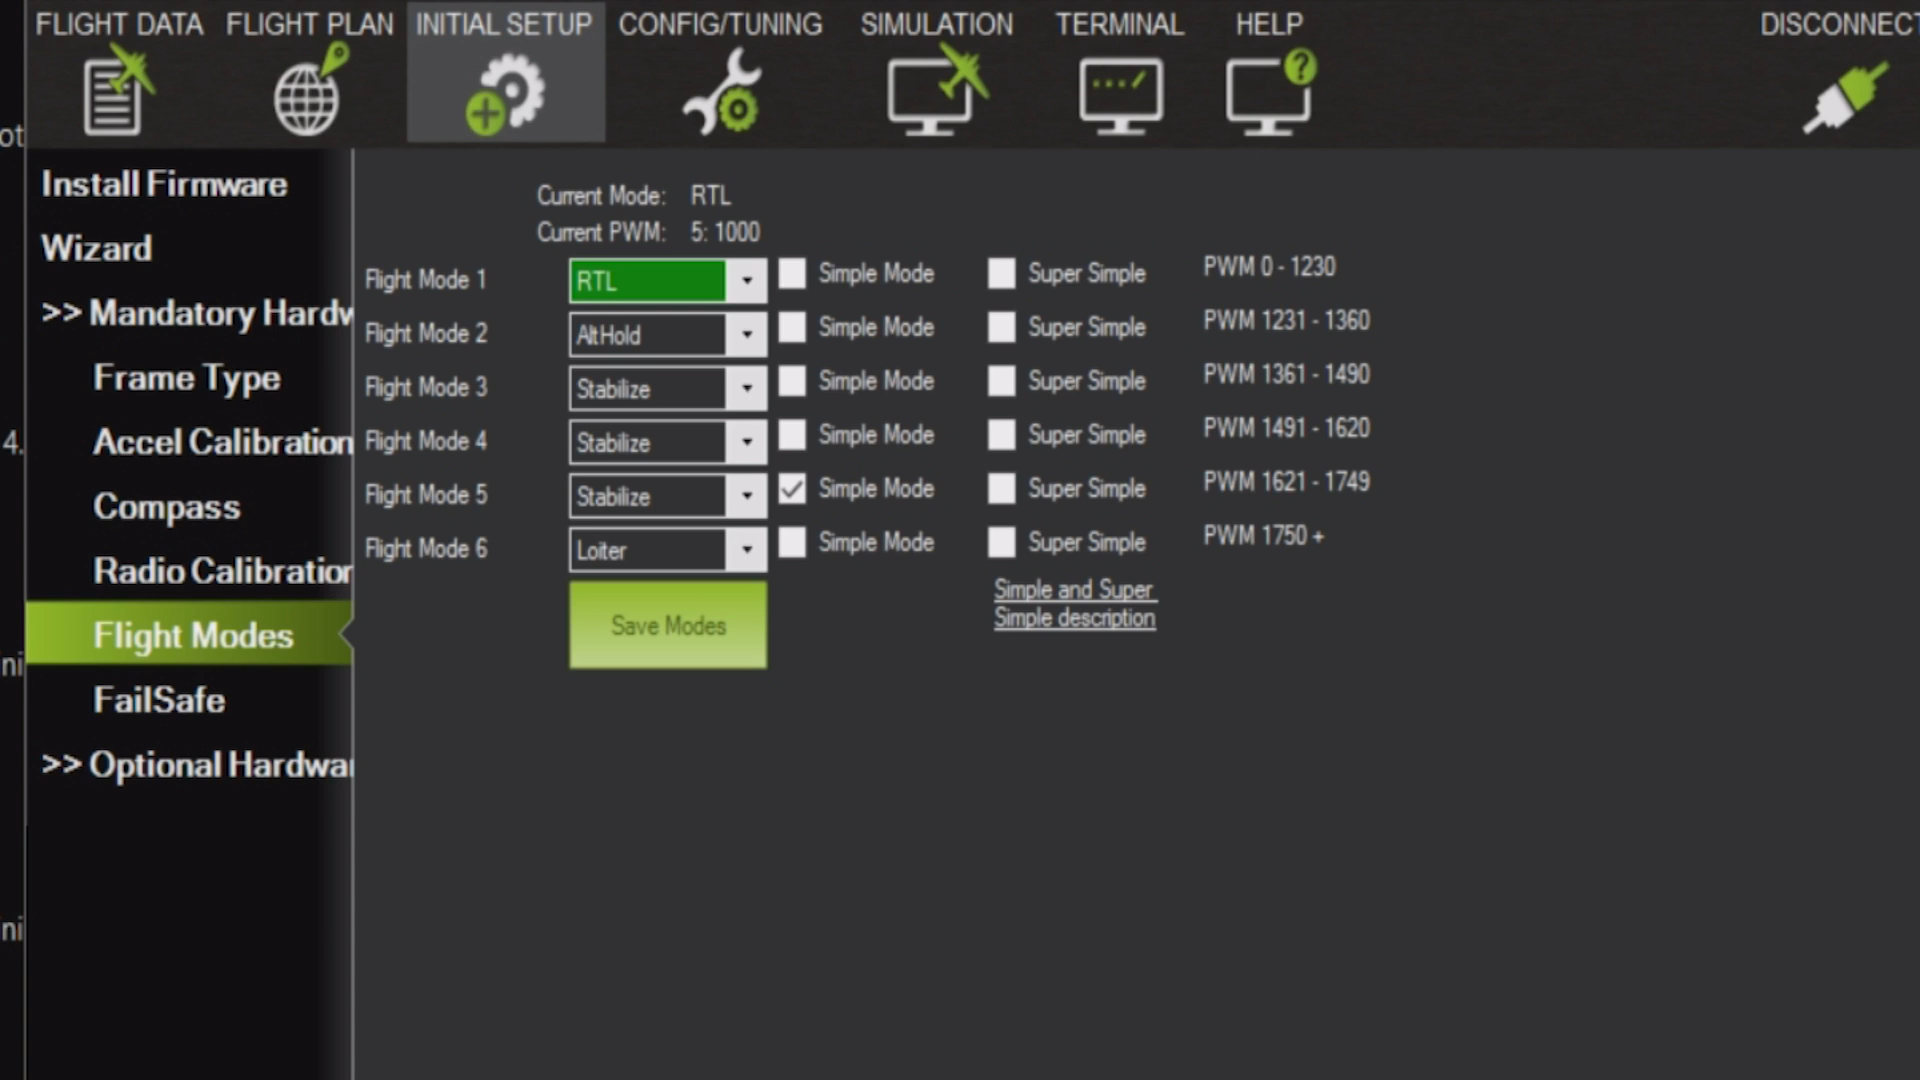 FLIGHT DATA FLIGHT PLAN INITIAL SETUP CONFIG/TUNING SIMULATION TERMINAL HELP DISCONNECT
Install Firmware
Wizard
>> Mandatory Hardw
Frame Type
Accel Calibration
Compass
Radio Calibration
Flight Modes
FailSafe
>> Optional Hardwar
Current Mode: RTL
Current PWM: 5: 1000
Flight Mode 1 RTL Simple Mode Super Simple PWM 0 - 1230
Flight Mode 2 AltHold Simple Mode Super Simple PWM 1231 - 1360
Flight Mode 3 Stabilize Simple Mode Super Simple PWM 1361 - 1490
Flight Mode 4 Stabilize Simple Mode Super Simple PWM 1491 - 1620
Flight Mode 5 Stabilize Simple Mode Super Simple PWM 1621 - 1749
Flight Mode 6 Loiter Simple Mode Super Simple PWM 1750 +
Simple and Super
Simple description
Save Modes
ot
4.
ni
ni